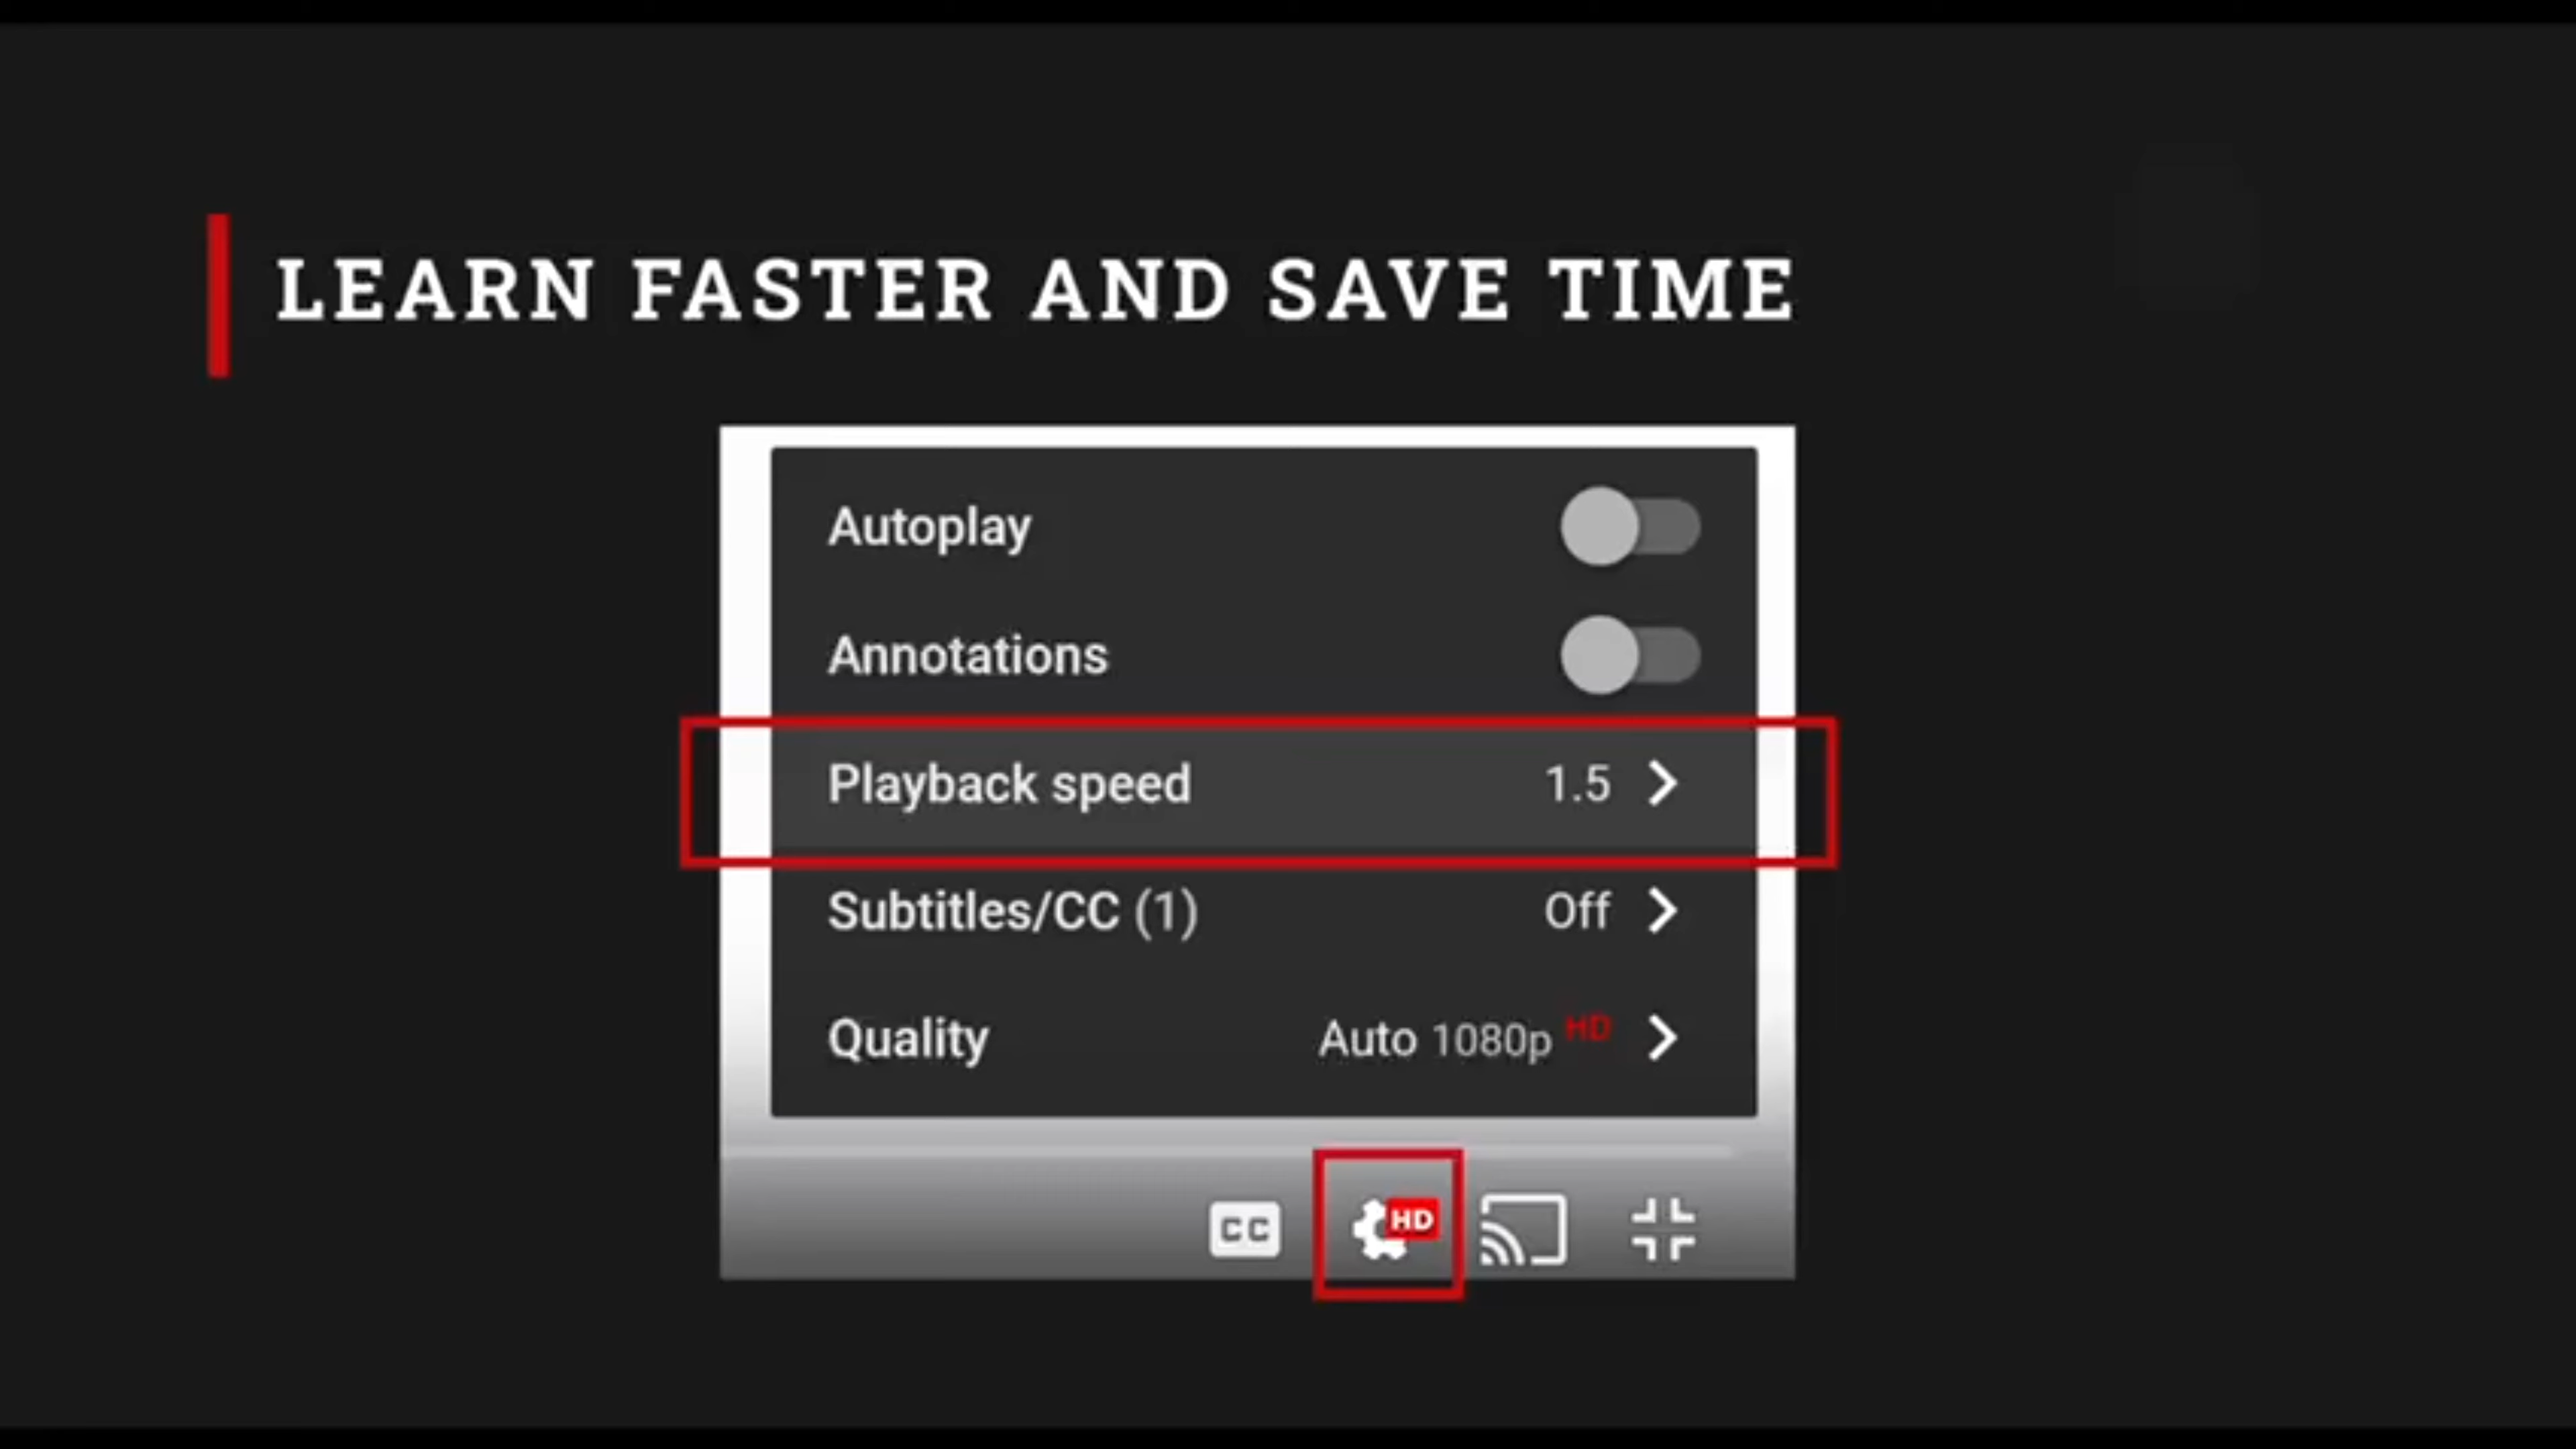 LEARN FASTER AND SAVE TIME
Autoplay
Annotations
Playback speed 1.5
Subtitles/CC (1) Off
Quality Auto 1080p HD
CC HD